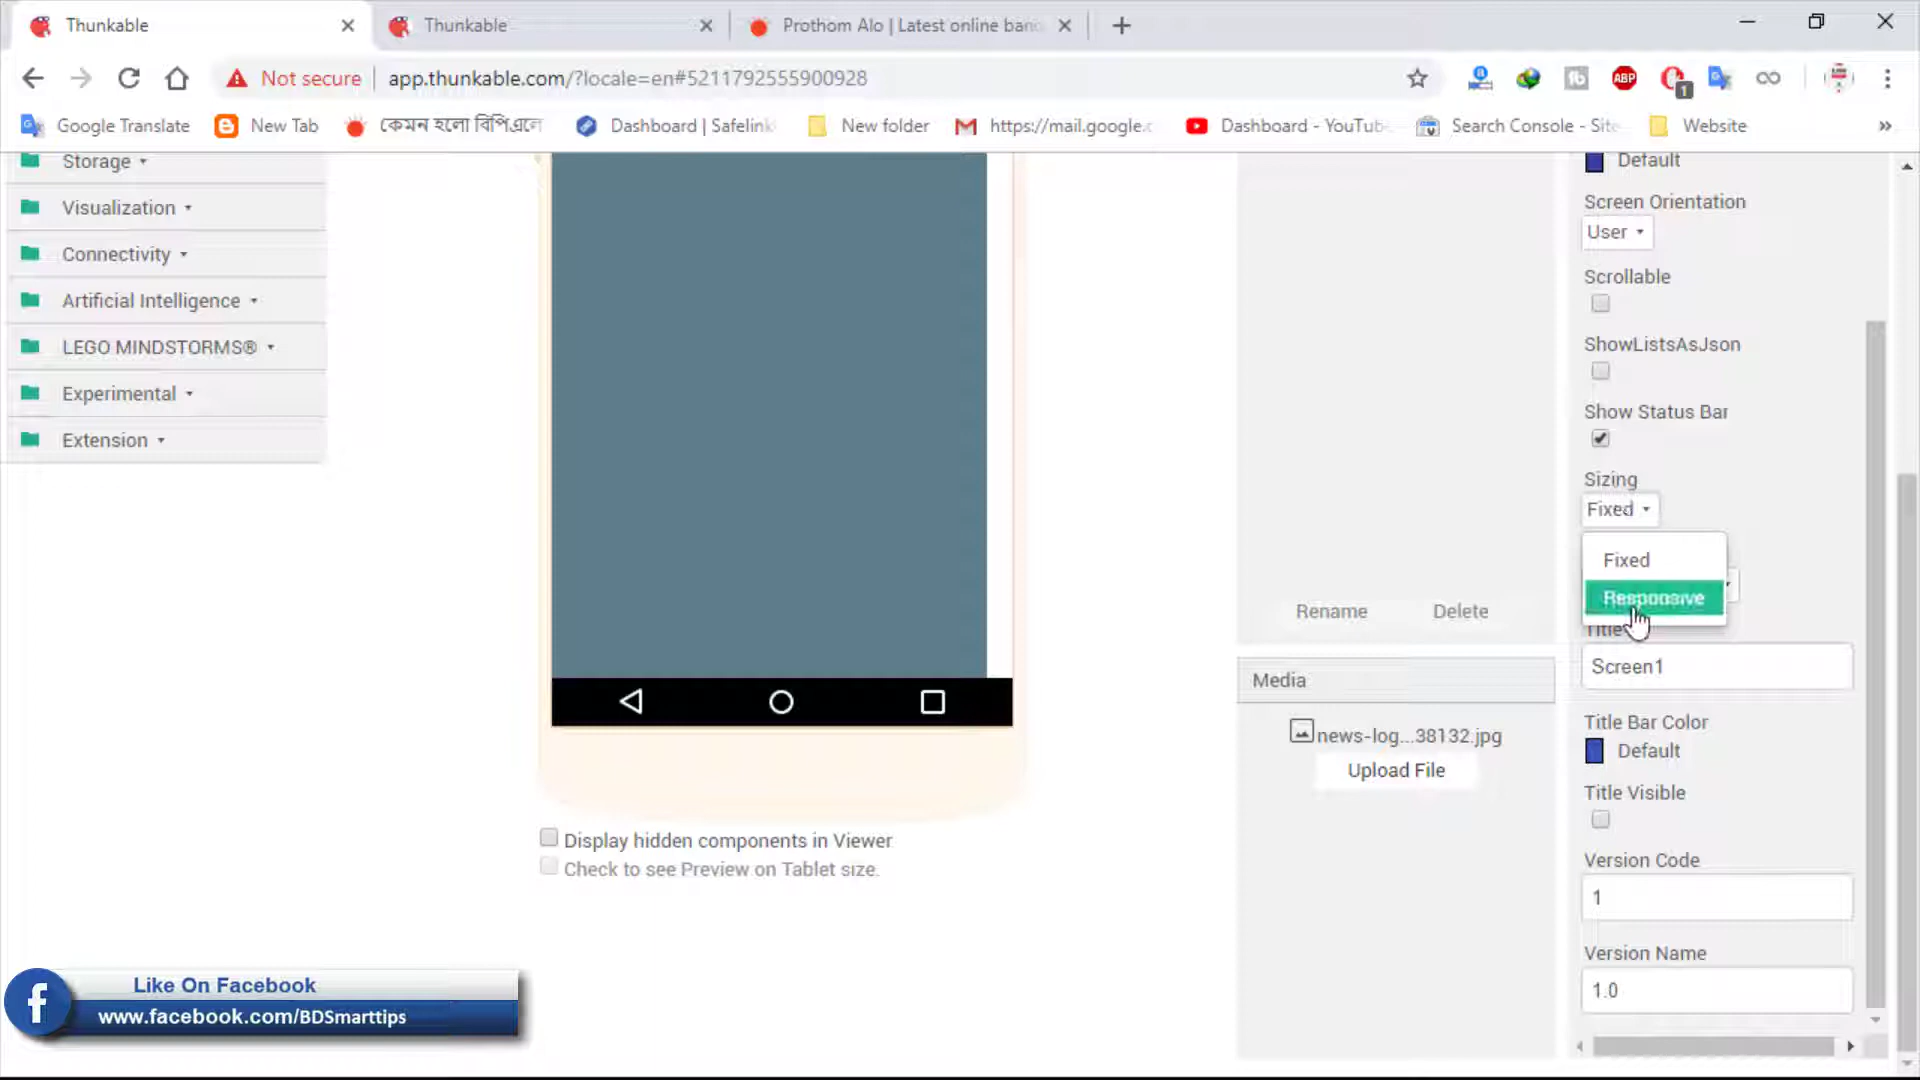 Thunkable
Thunkable
Prothom Alo | Latest online bang
Not secure
app.thunkable.com/?locale=en#5211792555900928
ABP
1
Google Translate
New Tab
কেমন হলো বিপিএলে
Dashboard | Safelink
New folder
https://mail.google.c
Dashboard - YouTub
Search Console - Site
Website
»
Storage
Visualization
Connectivity
Artificial Intelligence
LEGO MINDSTORMS®
Experimental
Extension
Display hidden components in Viewer
Check to see Preview on Tablet size.
Rename
Delete
Media
news-log...38132.jpg
Upload File
Default
Screen Orientation
User
Scrollable
ShowListsAsJson
Show Status Bar
Sizing
Fixed
Fixed
Responsive
Title
Screen1
Title Bar Color
Default
Title Visible
Version Code
1
Version Name
1.0
f
Like On Facebook
www.facebook.com/BDSmarttips